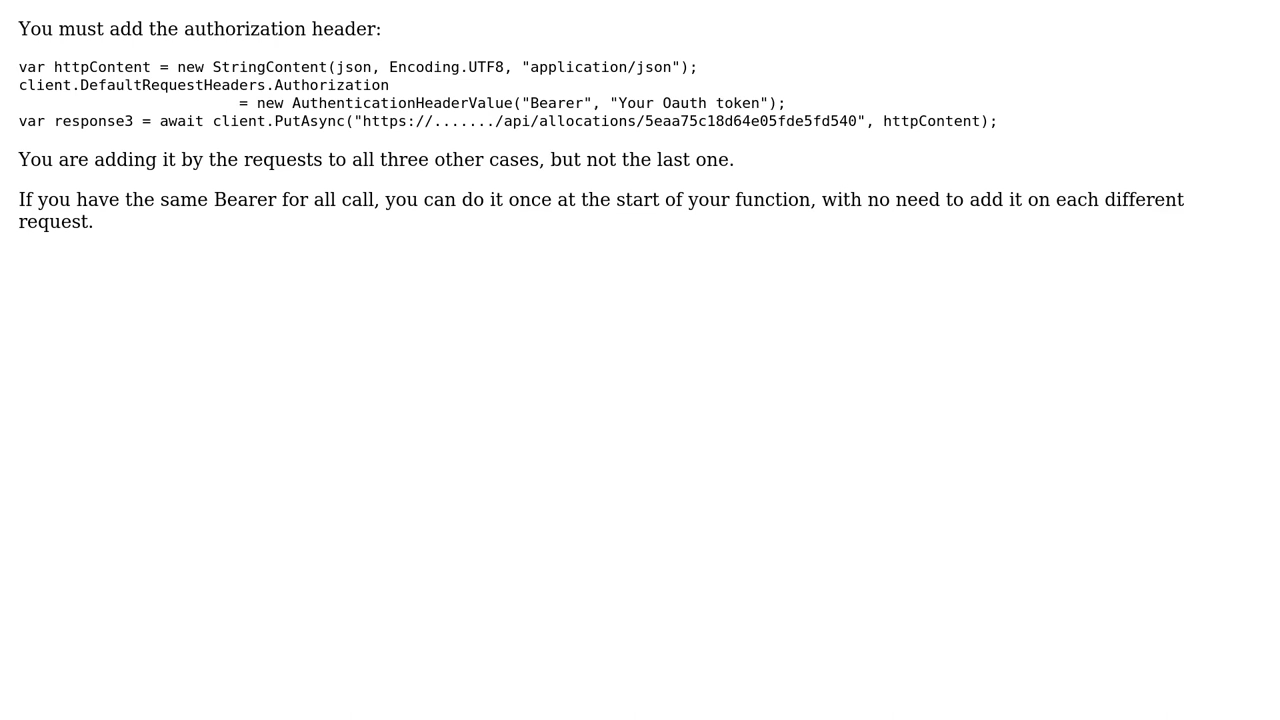 You must add the authorization header:
var httpContent = new StringContent(json, Encoding.UTF8, "application/json");
client.DefaultRequestHeaders.Authorization
                         = new AuthenticationHeaderValue("Bearer", "Your Oauth token");
var response3 = await client.PutAsync("https://......./api/allocations/5eaa75c18d64e05fde5fd540", httpContent);
You are adding it by the requests to all three other cases, but not the last one.
If you have the same Bearer for all call, you can do it once at the start of your function, with no need to add it on each different
request.